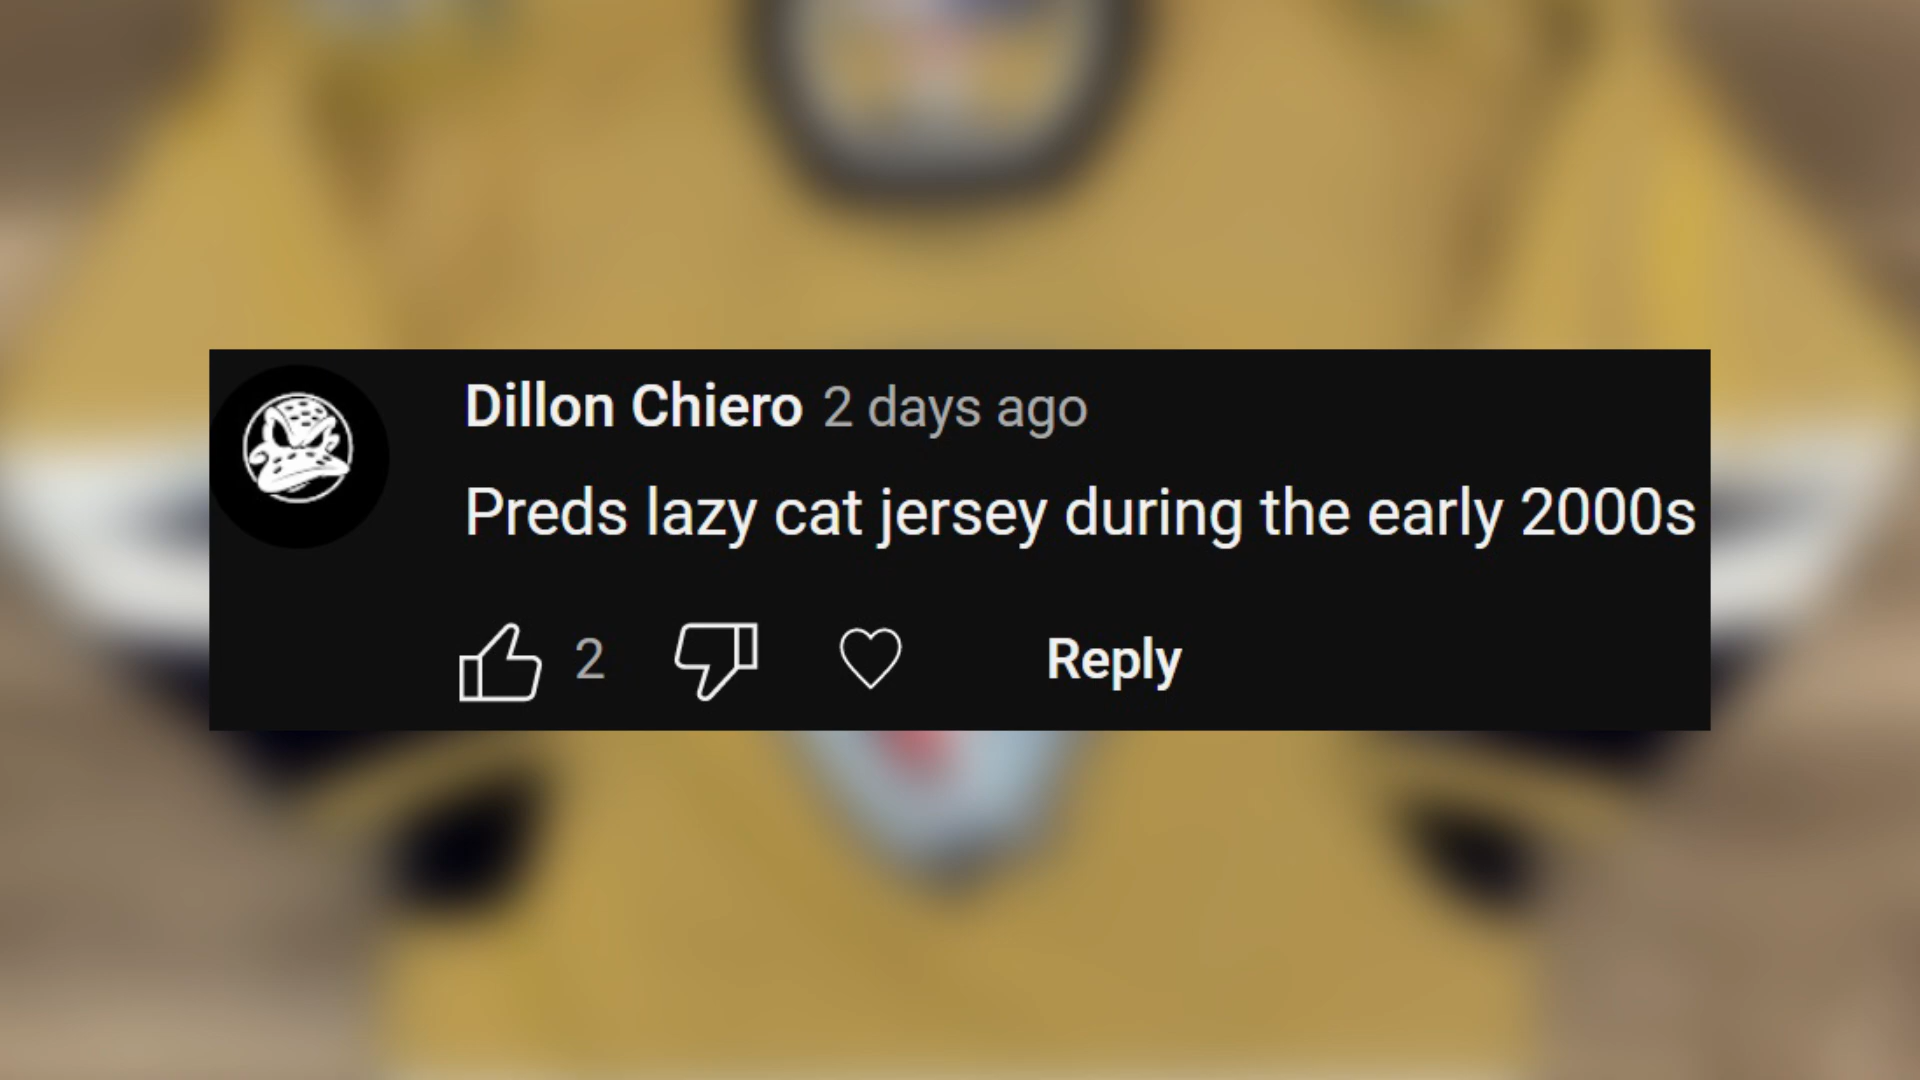 Dillon Chiero 2 days ago
Preds lazy cat jersey during the early 2000s
2 Reply